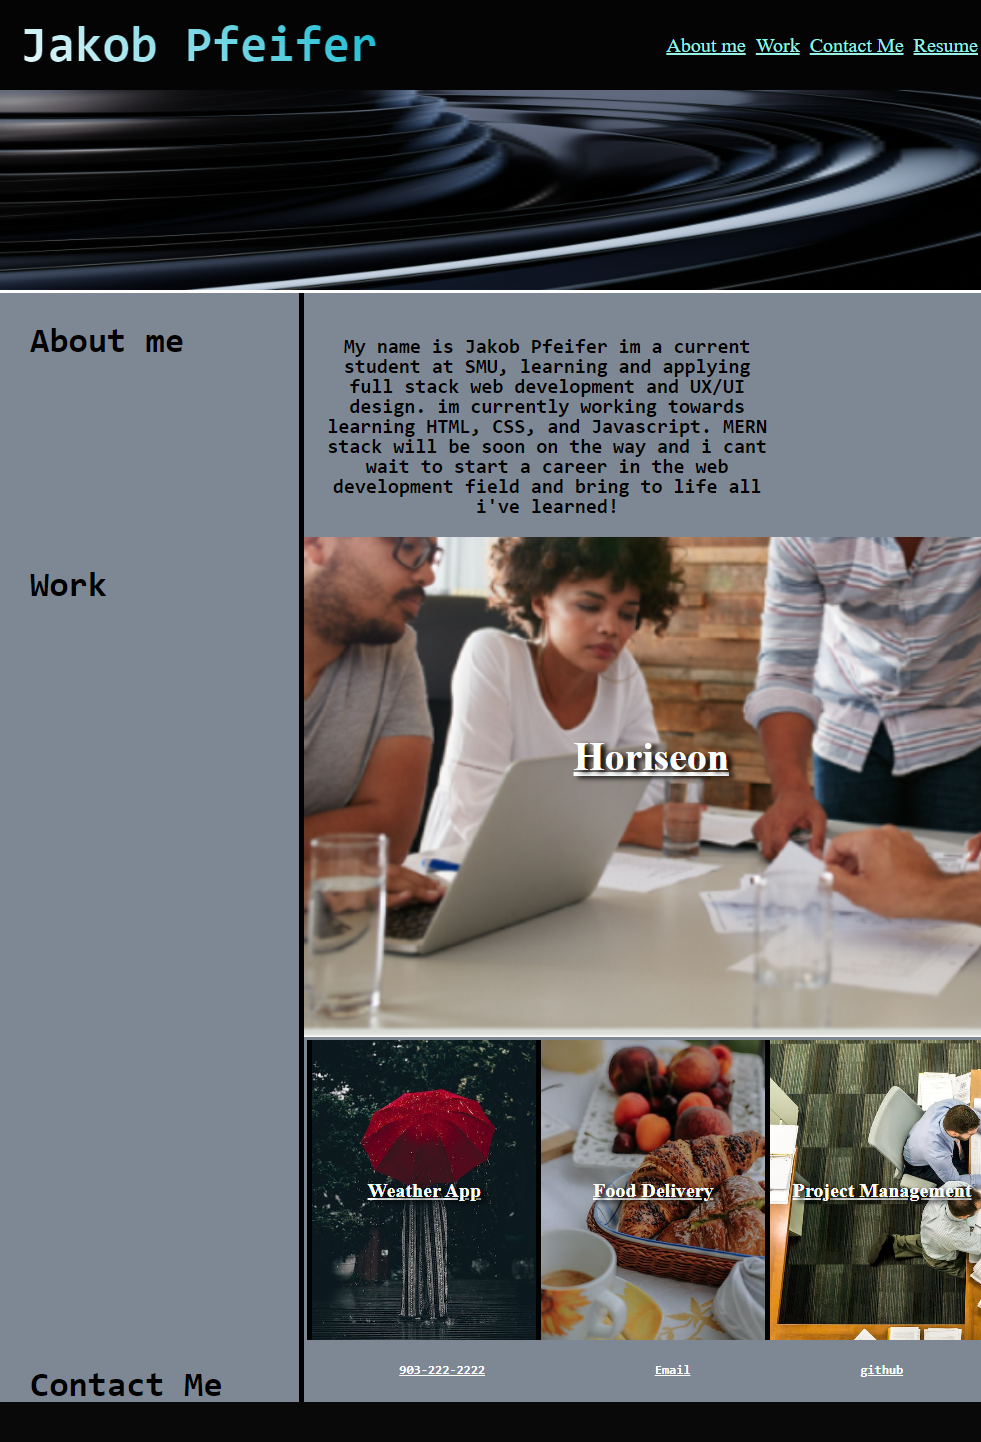 Jakob Pfeifer
About me Work Contact Me Resume
About me
My name is Jakob Pfeifer im a current
student at SMU, learning and applying
full stack web development and UX/UI
design. im currently working towards
learning HTML, CSS, and Javascript. MERN
stack will be soon on the way and i cant
wait to start a career in the web
development field and bring to life all
i've learned!
Work
Horiseon
Weather App
Food Delivery
Project Management
Contact Me
903-222-2222
Email
github